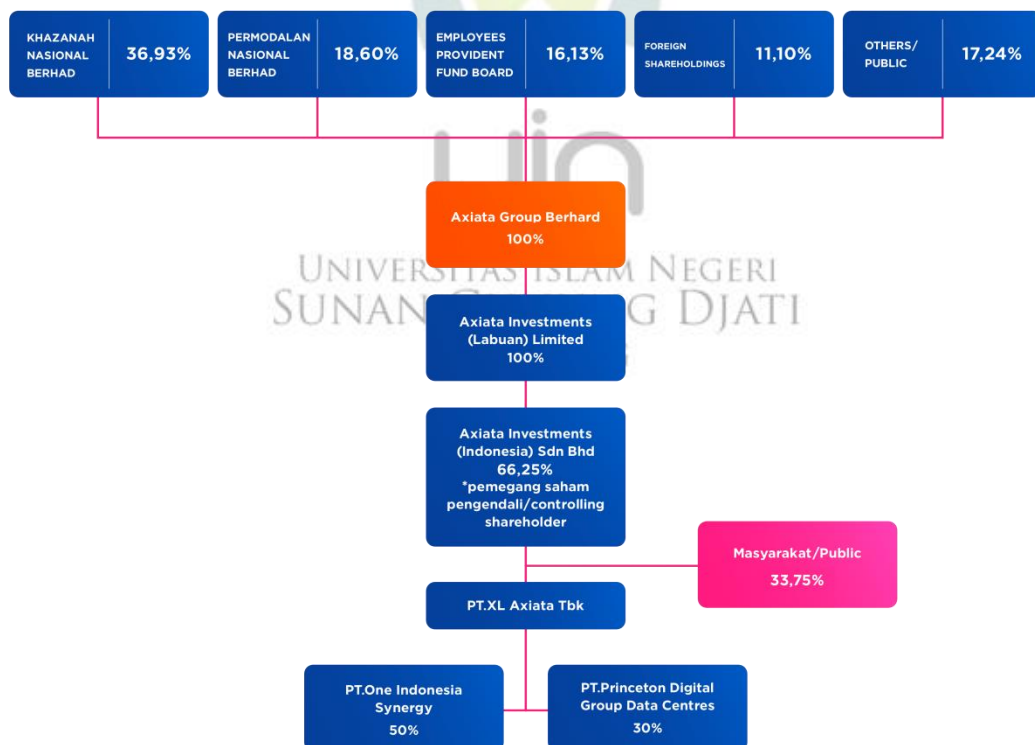 KHAZANAH
NASIONAL
BERHAD
36,93%
PERMODALAN
NASIONAL
BERHAD
18,60%
EMPLOYEES
PROVIDENT
FUND BOARD
16,13%
FOREIGN
SHAREHOLDINGS
11,10%
OTHERS/
PUBLIC
17,24%
uin
Axiata Group Berhard
100%
UNIVERSITAS ISLAM NEGERI
SUNAN G G DJATI
Axiata Investments
(Labuan) Limited
100%
G
Axiata Investments
(Indonesia) Sdn Bhd
66,25%
*pemegang saham
pengendali/controlling
shareholder
Masyarakat/Public
33,75%
PT.XL Axiata Tbk
PT.One Indonesia
Synergy
50%
PT.Princeton Digital
Group Data Centres
30%